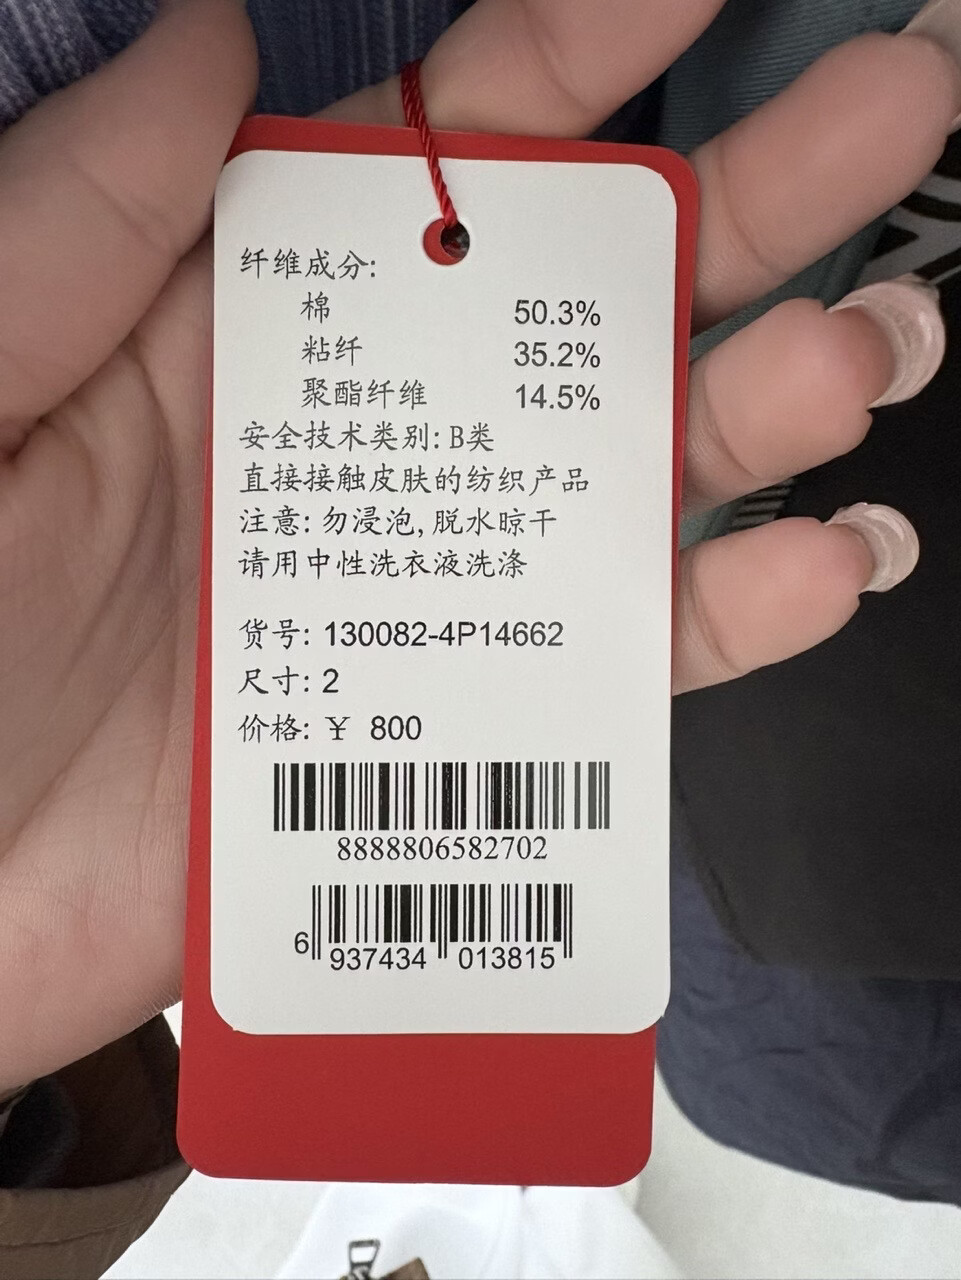 纤维成分:
棉 50.3%
粘纤 35.2%
聚酯纤维 14.5%
安全技术类别: B类
直接接触皮肤的纺织产品
注意: 勿浸泡, 脱水晾干
请用中性洗衣液洗涤
货号: 130082-4P14662
尺寸: 2
价格: ¥ 800
8888806582702
6 937434 013815